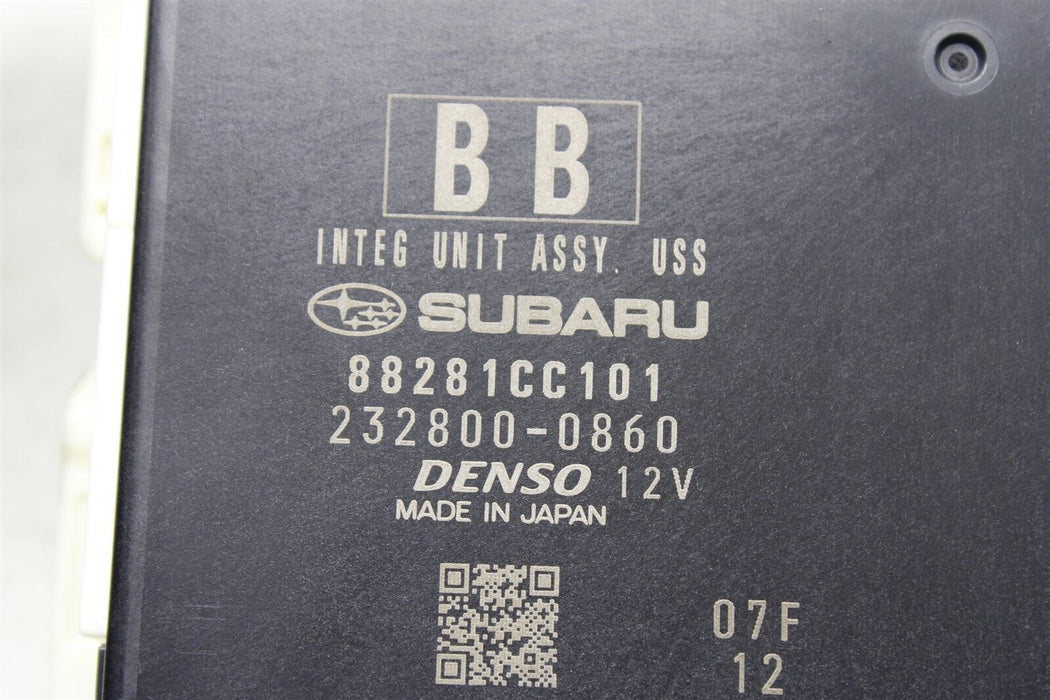 BB
INTEG UNIT ASSY. USS
SUBARU
88281CC101
232800-0860
DENSO 12V
MADE IN JAPAN
07F
12